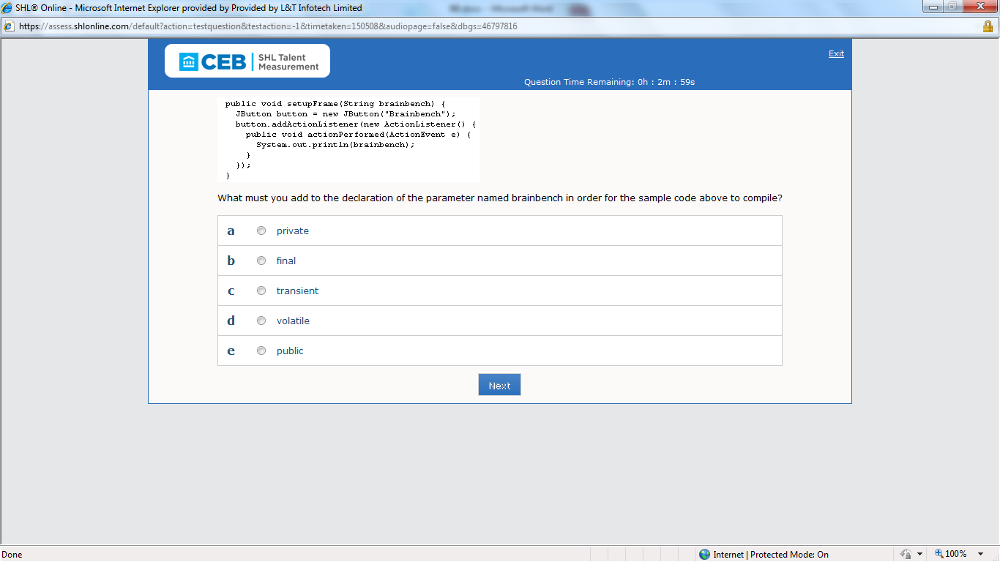 SHL® Online - Microsoft Internet Explorer provided by Provided by L&T Infotech Limited
https://assess.shlonline.com/default?action=testquestion&testaction=-1&timetaken=150508&audiopage=false&dbgs=46797816
CEB | SHL Talent
Measurement
Exit
Question Time Remaining: 0h : 2m : 59s
public void setupFrame(String brainbench) {
JButton button = new JButton("Brainbench");
button.addActionListener(new ActionListener() {
public void actionPerformed(ActionEvent e) {
System.out.println(brainbench);
}
});
}
What must you add to the declaration of the parameter named brainbench in order for the sample code above to compile?
a private
b final
c transient
d volatile
e public
Next
Done
Internet | Protected Mode: On
100%